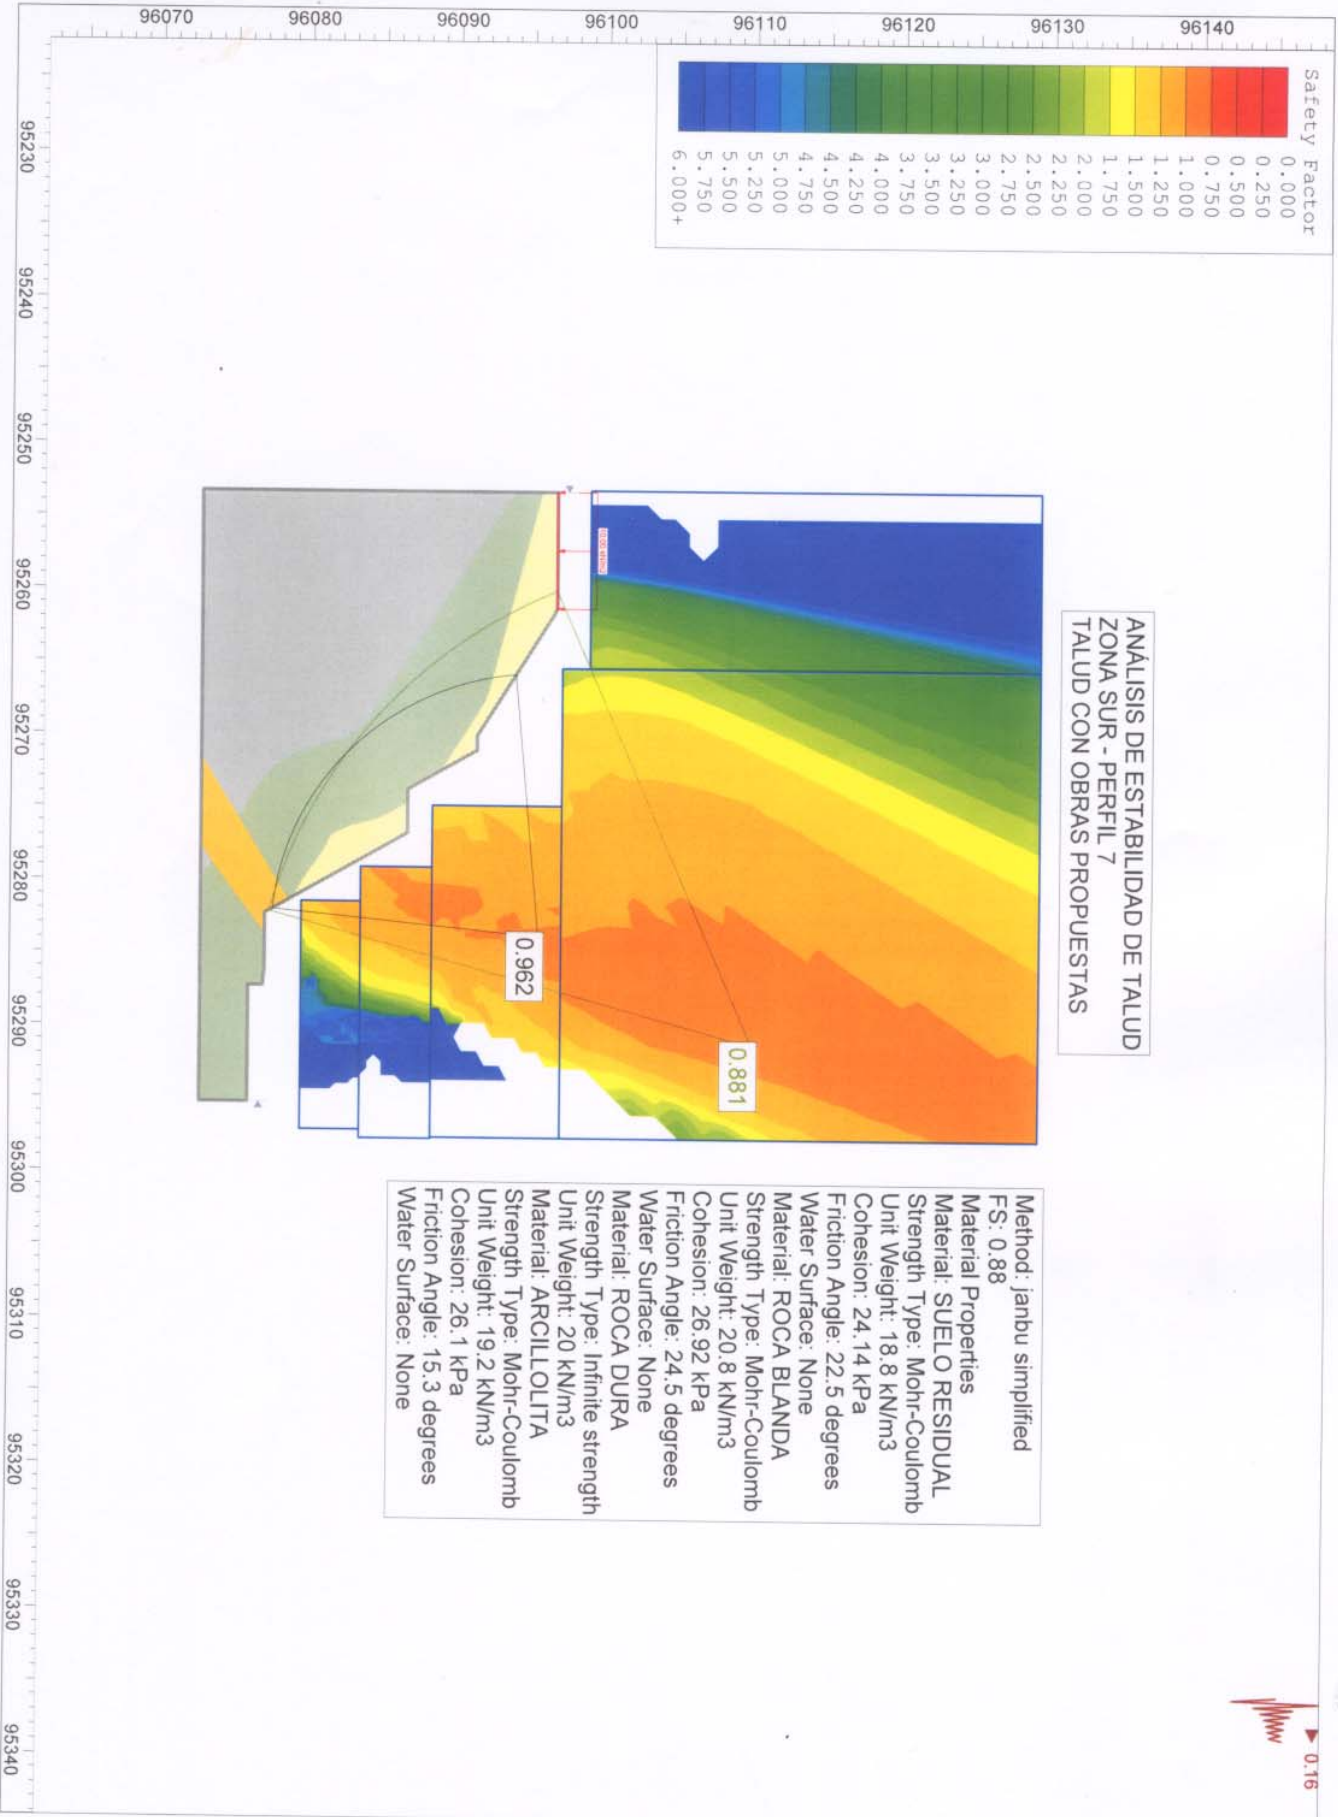 Safety Factor
0.000
0.250
0.500
0.750
1.000
1.250
1.500
1.750
2.000
2.250
2.500
2.750
3.000
3.250
3.500
3.750
4.000
4.250
4.500
4.750
5.000
5.250
5.500
5.750
6.000+
ANÁLISIS DE ESTABILIDAD DE TALUD
ZONA SUR - PERFIL 7
TALUD CON OBRAS PROPUESTAS
0.16
0.881
0.962
Method: janbu simplified
FS: 0.88
Material Properties
Material: SUELO RESIDUAL
Strength Type: Mohr-Coulomb
Unit Weight: 18.8 kN/m3
Cohesion: 24.14 kPa
Friction Angle: 22.5 degrees
Water Surface: None
Material: ROCA BLANDA
Strength Type: Mohr-Coulomb
Unit Weight: 20.8 kN/m3
Cohesion: 26.92 kPa
Friction Angle: 24.5 degrees
Water Surface: None
Material: ROCA DURA
Strength Type: Infinite strength
Unit Weight: 20 kN/m3
Material: ARCILLOLITA
Strength Type: Mohr-Coulomb
Unit Weight: 19.2 kN/m3
Cohesion: 26.1 kPa
Friction Angle: 15.3 degrees
Water Surface: None
96140
96130
96120
96110
96100
96090
96080
96070
95230
95240
95250
95260
95270
95280
95290
95300
95310
95320
95330
95340